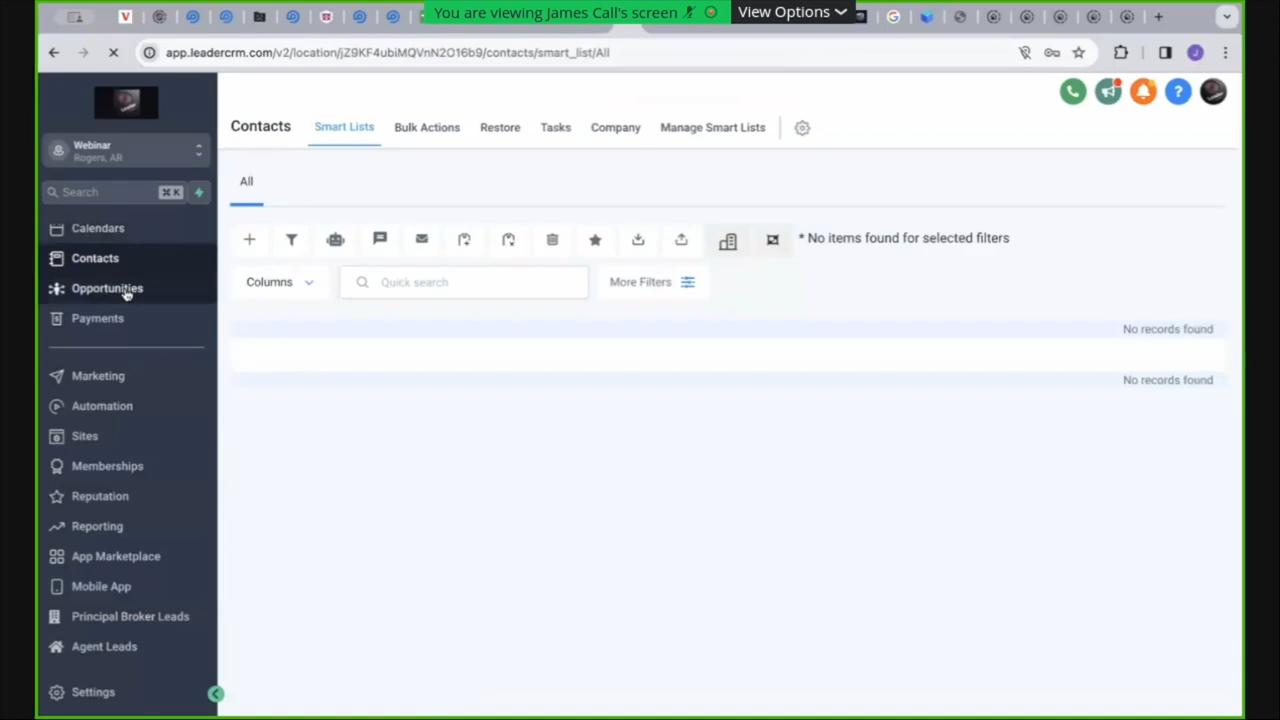 You are viewing James Call's screen
View Options
app.leadercrm.com/v2/location/jZ9KF4ubiMQVnN2O16b9/contacts/smart_list/All
Webinar
Rogers, AR
Search
⌘ K
Calendars
Contacts
Opportunities
Payments
Marketing
Automation
Sites
Memberships
Reputation
Reporting
App Marketplace
Mobile App
Principal Broker Leads
Agent Leads
Settings
Contacts
Smart Lists
Bulk Actions
Restore
Tasks
Company
Manage Smart Lists
All
* No items found for selected filters
Columns
Quick search
More Filters
No records found
No records found